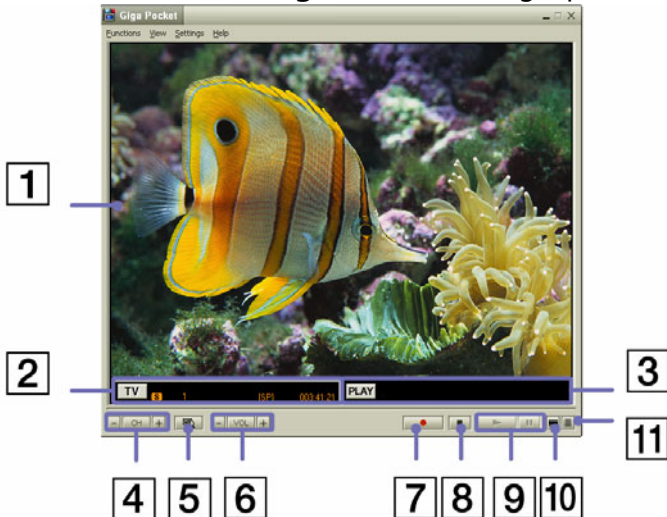 Giga Pocket
Functions View Settings Help
1
2
TV S 1 [SP] 003:41:21
PLAY
3
- CH +
- VOL +
11
4 5 6 7 8 9 10